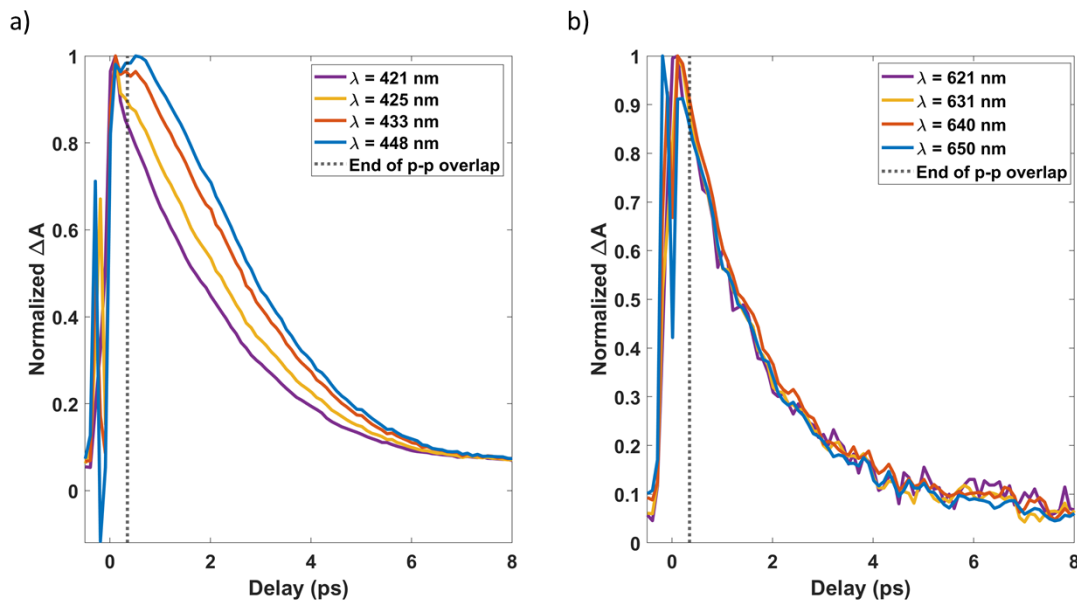 a)
λ = 421 nm
λ = 425 nm
λ = 433 nm
λ = 448 nm
End of p-p overlap
1
0.8
0.6
0.4
0.2
0
Normalized ΔA
0
2
4
6
8
Delay (ps)
b)
λ = 621 nm
λ = 631 nm
λ = 640 nm
λ = 650 nm
End of p-p overlap
1
0.9
0.8
0.7
0.6
0.5
0.4
0.3
0.2
0.1
0
Normalized ΔA
0
2
4
6
8
Delay (ps)